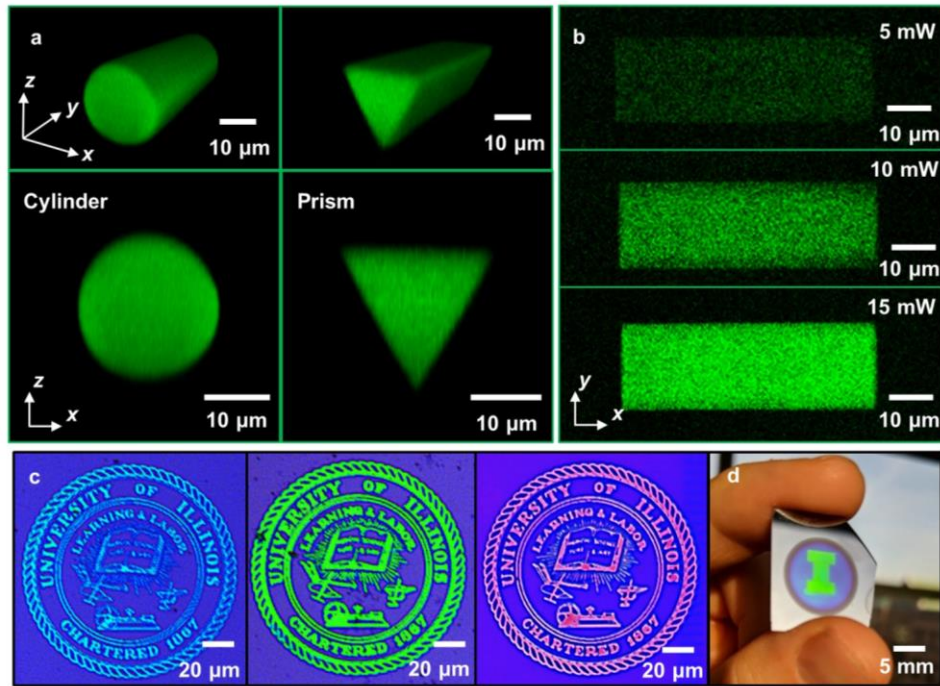 a
z
y
x
10 µm
10 µm
Cylinder
Prism
z
x
10 µm
10 µm
b
5 mW
10 µm
10 mW
10 µm
15 mW
y
x
10 µm
c
UNIVERSITY OF ILLINOIS
LEARNING & LABOR
CHARTERED 1867
20 µm
UNIVERSITY OF ILLINOIS
LEARNING & LABOR
CHARTERED 1867
20 µm
UNIVERSITY OF ILLINOIS
LEARNING & LABOR
CHARTERED 1867
20 µm
d
I
5 mm